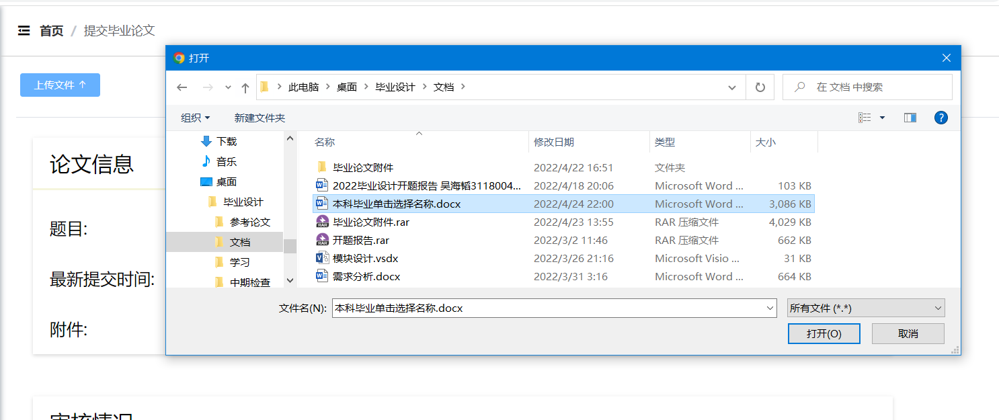 首页 / 提交毕业论文
上传文件
论文信息
题目:
最新提交时间:
附件:
打开
此电脑 > 桌面 > 毕业设计 > 文档 >
在 文档 中搜索
组织 新建文件夹
下载
音乐
桌面
毕业设计
参考论文
文档
学习
中期检查
名称 修改日期 类型 大小
毕业论文附件 2022/4/22 16:51 文件夹
2022毕业设计开题报告 吴海韬3118004... 2022/4/18 20:06 Microsoft Word ... 103 KB
本科毕业单击选择名称.docx 2022/4/24 22:00 Microsoft Word ... 3,086 KB
毕业论文附件.rar 2022/4/23 13:55 RAR 压缩文件 4,029 KB
开题报告.rar 2022/3/2 11:46 RAR 压缩文件 662 KB
模块设计.vsdx 2022/3/26 21:16 Microsoft Visio ... 31 KB
需求分析.docx 2022/3/31 3:16 Microsoft Word ... 664 KB
文件名(N): 本科毕业单击选择名称.docx 所有文件 (*.*)
打开(O) 取消
审核情况